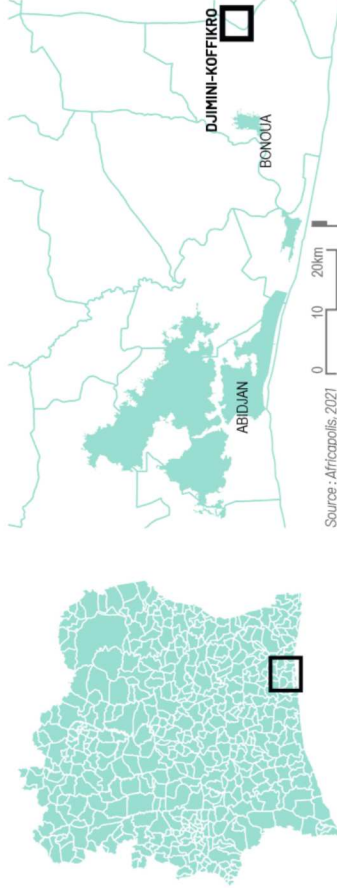 DJIMINI-KOFFIKRO
BONOUA
ABIDJAN
0 10 20km
Source : Africapolis, 2021